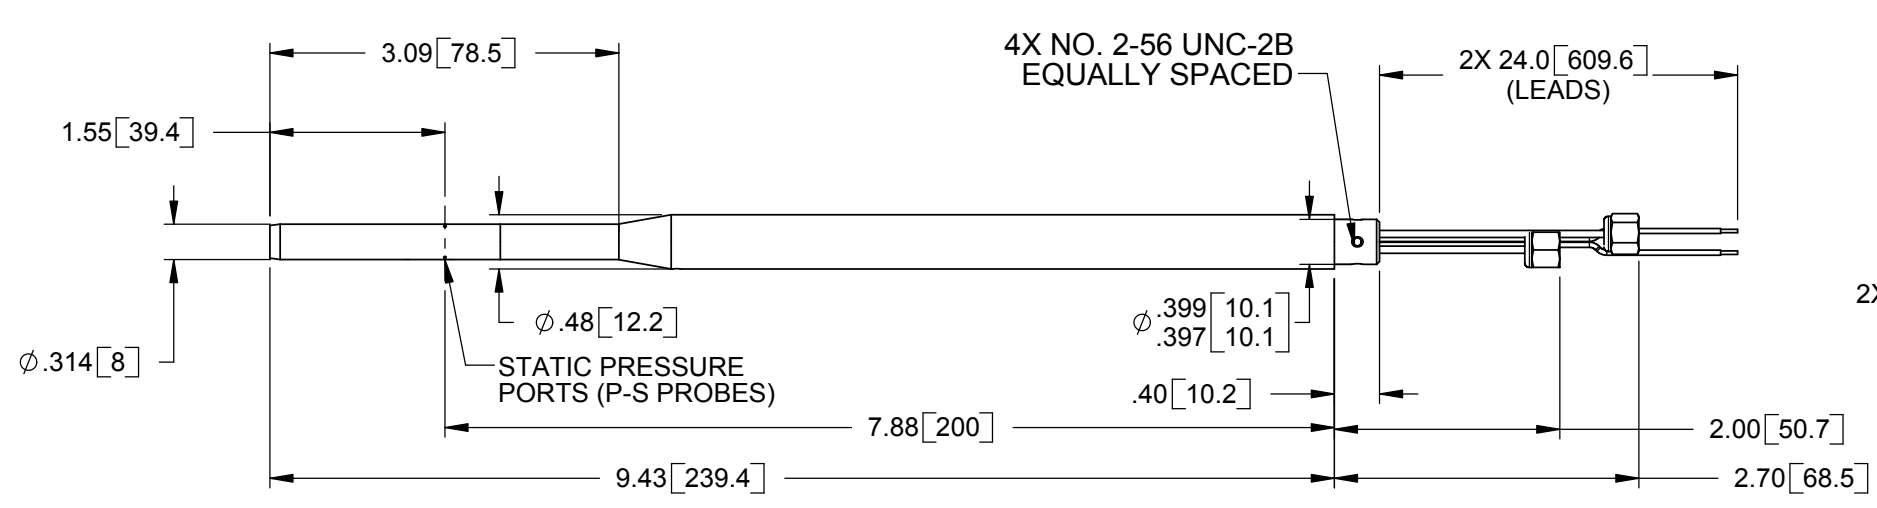 3.09[78.5]
4X NO. 2-56 UNC-2B
EQUALLY SPACED
2X 24.0[609.6]
(LEADS)
1.55[39.4]
2X
⌀.48[12.2]
⌀.399[10.1]
.397[10.1]
⌀.314[8]
STATIC PRESSURE
PORTS (P-S PROBES)
.40[10.2]
7.88[200]
2.00[50.7]
9.43[239.4]
2.70[68.5]